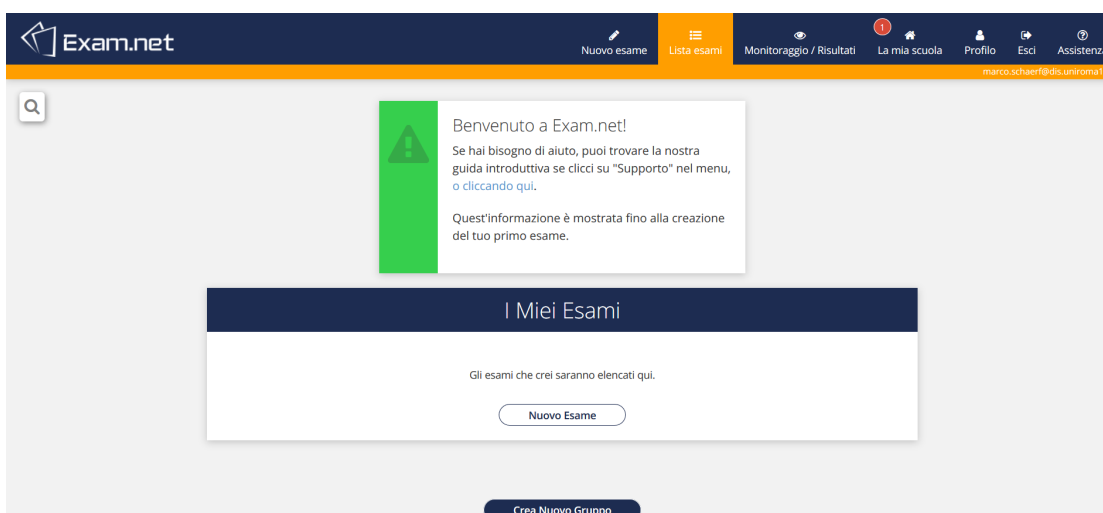 Exam.net
Nuovo esame
Lista esami
Monitoraggio / Risultati
1
La mia scuola
Profilo
Esci
Assistenz
marco.schaerf@dis.uniroma1
Benvenuto a Exam.net!
Se hai bisogno di aiuto, puoi trovare la nostra
guida introduttiva se clicci su "Supporto" nel menu,
o cliccando qui.
Quest'informazione è mostrata fino alla creazione
del tuo primo esame.
I Miei Esami
Gli esami che crei saranno elencati qui.
Nuovo Esame
Crea Nuovo Gruppo